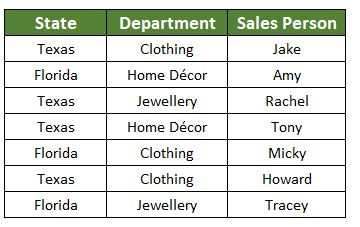 State Department Sales Person
Texas Clothing Jake
Florida Home Décor Amy
Texas Jewellery Rachel
Texas Home Décor Tony
Florida Clothing Micky
Texas Clothing Howard
Florida Jewellery Tracey